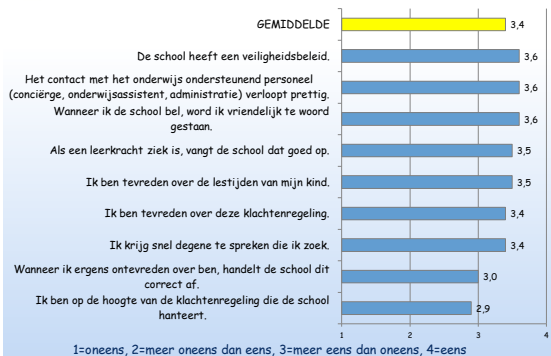 GEMIDDELDE
3,4
De school heeft een veiligheidsbeleid.
3,6
Het contact met het onderwijs ondersteunend personeel
(conciërge, onderwijsassistent, administratie) verloopt prettig.
3,6
Wanneer ik de school bel, word ik vriendelijk te woord
gestaan.
3,6
Als een leerkracht ziek is, vangt de school dat goed op.
3,5
Ik ben tevreden over de lestijden van mijn kind.
3,5
Ik ben tevreden over deze klachtenregeling.
3,4
Ik krijg snel degene te spreken die ik zoek.
3,4
Wanneer ik ergens ontevreden over ben, handelt de school dit
correct af.
3,0
Ik ben op de hoogte van de klachtenregeling die de school
hanteert.
2,9
1 2 3 4
1=oneens, 2=meer oneens dan eens, 3=meer eens dan oneens, 4=eens